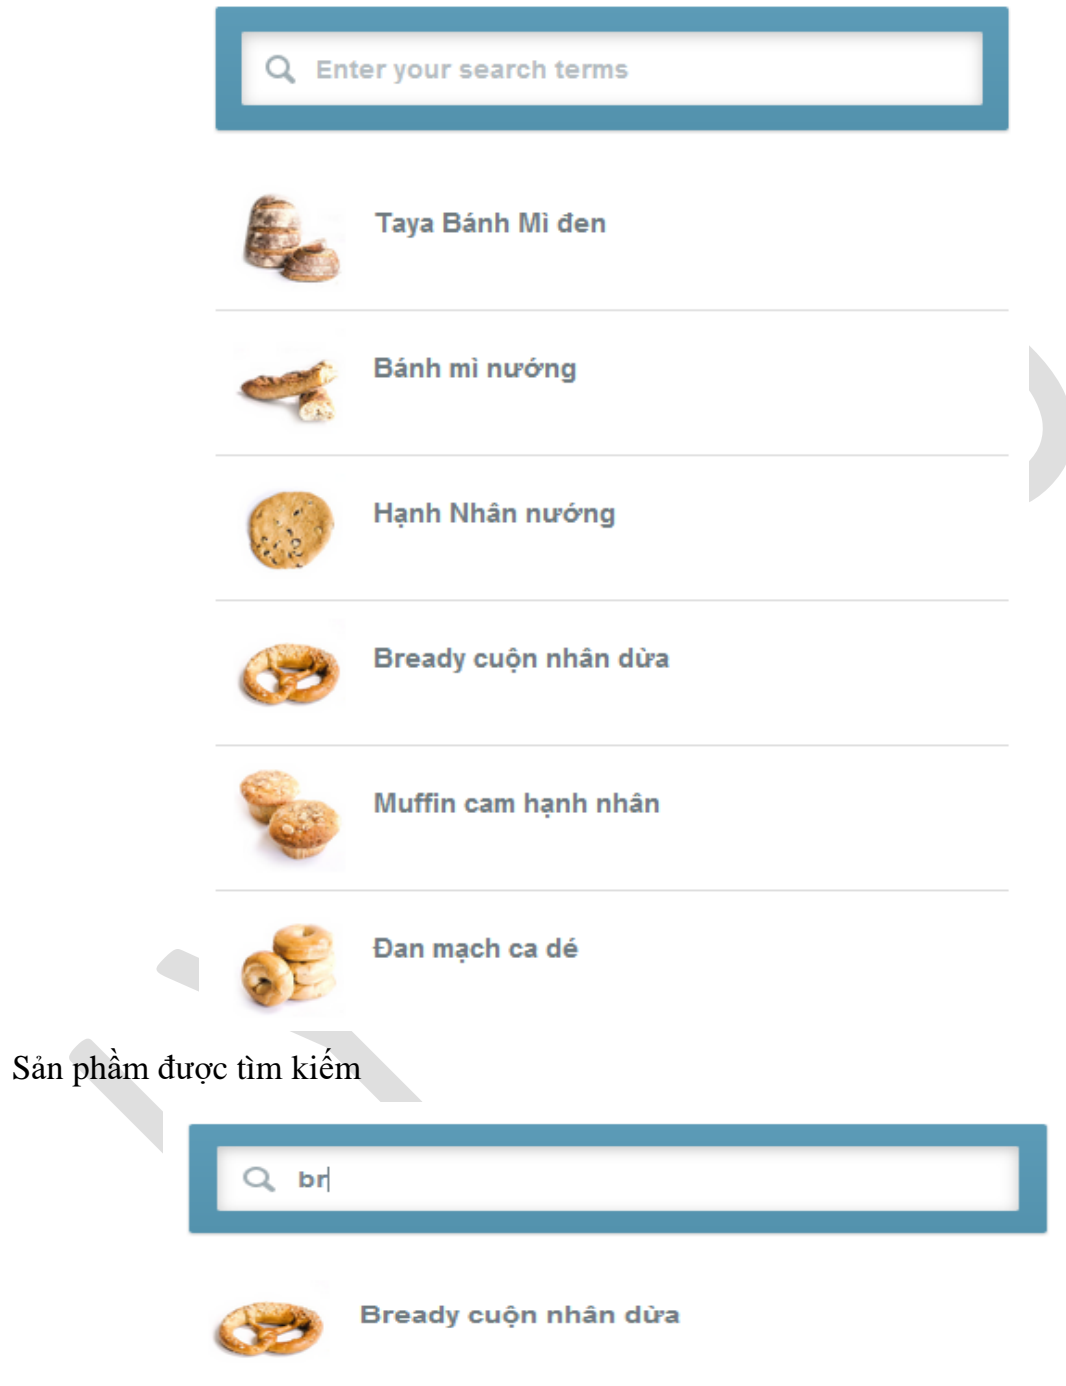 Enter your search terms
Taya Bánh Mì đen
Bánh mì nướng
Hạnh Nhân nướng
Bready cuộn nhân dừa
Muffin cam hạnh nhân
Đan mạch ca dé
Sản phầm được tìm kiếm
br
Bready cuộn nhân dừa